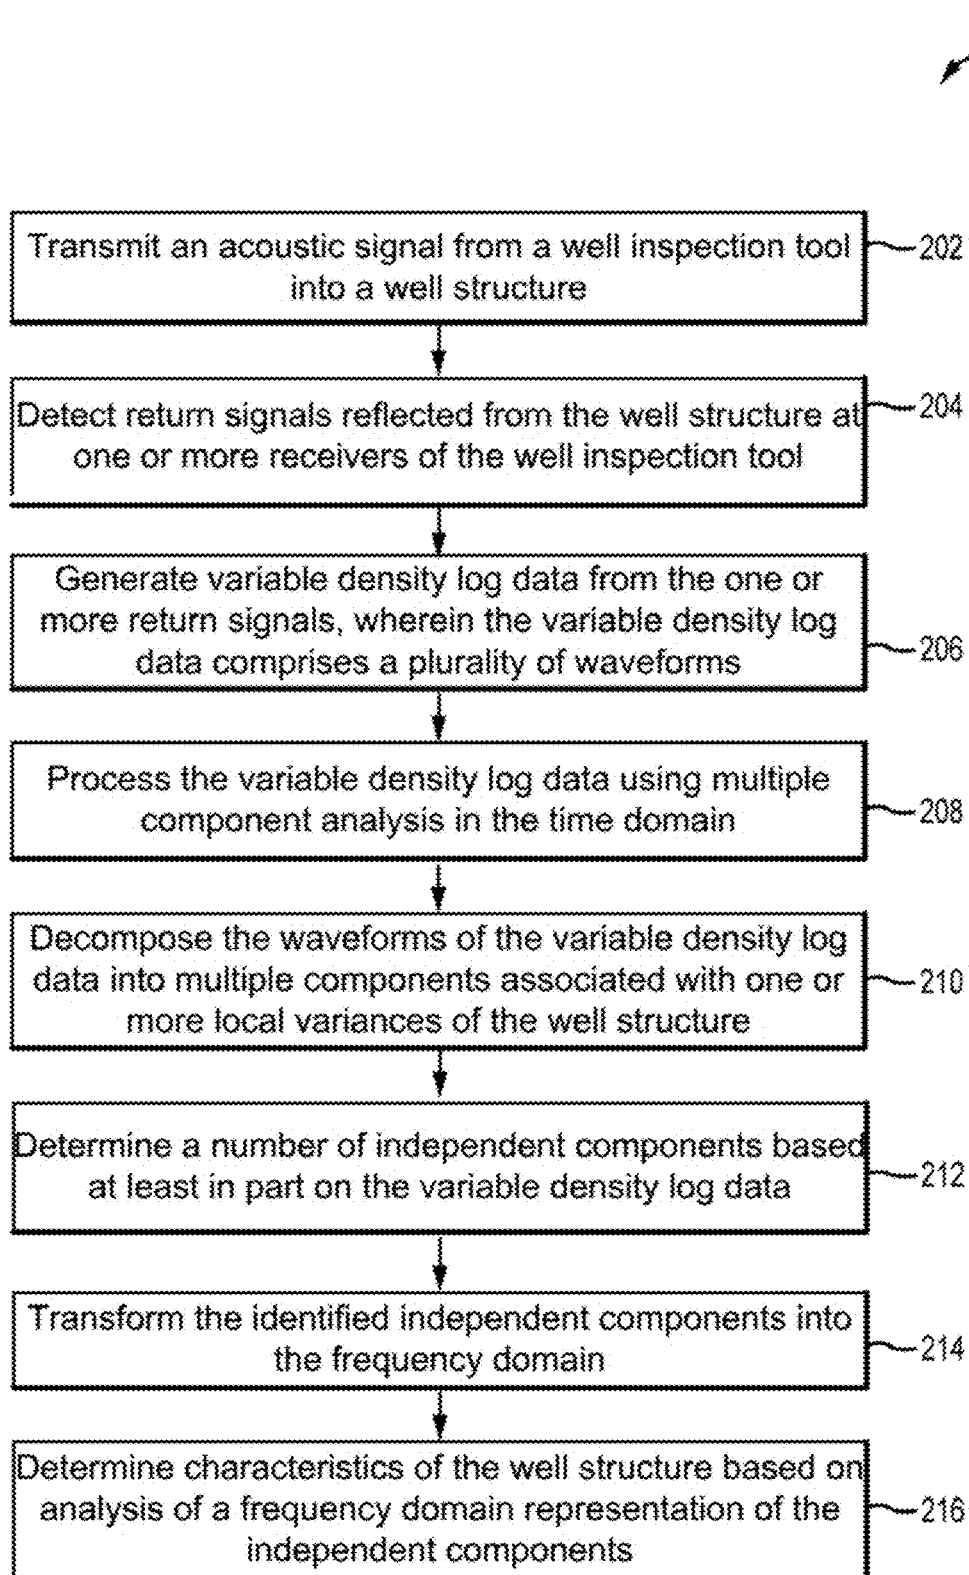 Transmit an acoustic signal from a well inspection tool
into a well structure
202
Detect return signals reflected from the well structure at
one or more receivers of the well inspection tool
204
Generate variable density log data from the one or
more return signals, wherein the variable density log
data comprises a plurality of waveforms
206
Process the variable density log data using multiple
component analysis in the time domain
208
Decompose the waveforms of the variable density log
data into multiple components associated with one or
more local variances of the well structure
210
Determine a number of independent components based
at least in part on the variable density log data
212
Transform the identified independent components into
the frequency domain
214
Determine characteristics of the well structure based on
analysis of a frequency domain representation of the
independent components
216